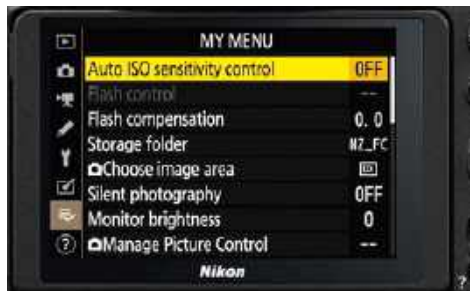 MY MENU
Auto ISO sensitivity control OFF
Flash control --
Flash compensation 0. 0
Storage folder NZ_FC
Choose image area
Silent photography OFF
Monitor brightness 0
Manage Picture Control --
?
Nikon
?